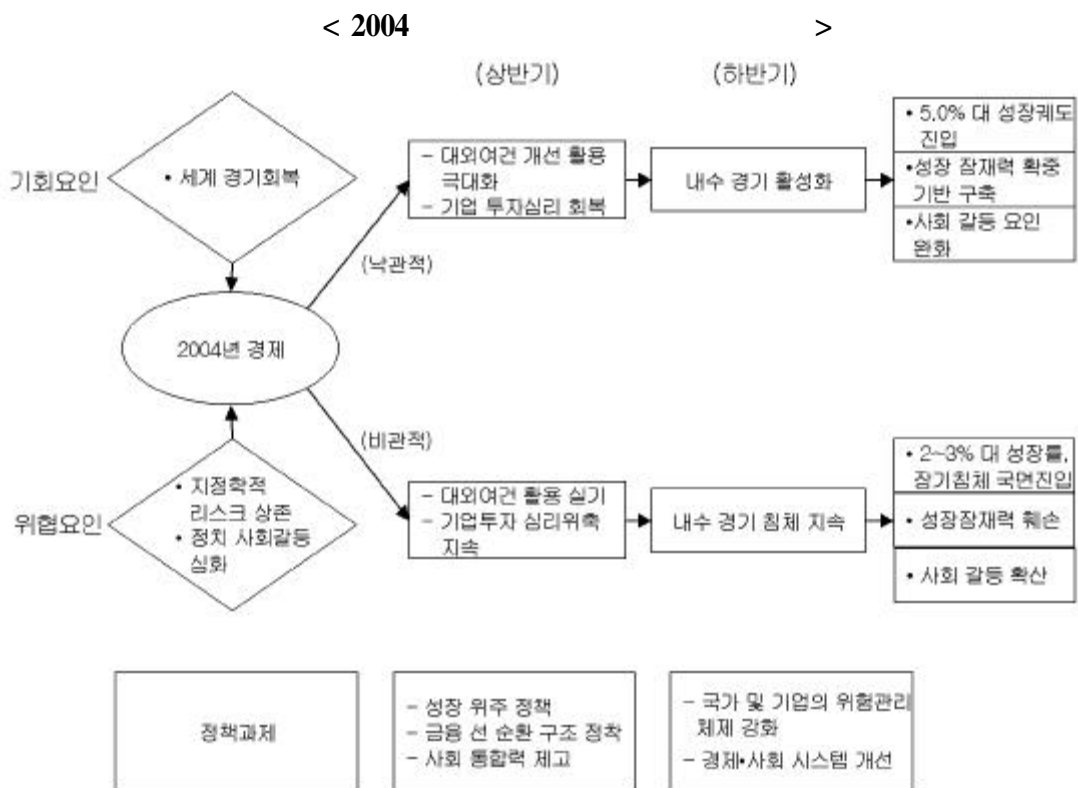 < 2004 >
(상반기) (하반기)
기회요인
• 세계 경기회복
- 대외여건 개선 활용
극대화
- 기업 투자심리 회복
내수 경기 활성화
• 5.0% 대 성장궤도
진입
•성장 잠재력 확충
기반 구축
•사회 갈등 요인
완화
(낙관적)
2004년 경제
(비관적)
위협요인
• 지정학적
리스크 상존
• 정치 사회갈등
심화
- 대외여건 활용 실기
- 기업투자 심리위축
지속
내수 경기 침체 지속
• 2~3% 대 성장률,
장기침체 국면진입
• 성장잠재력 훼손
• 사회 갈등 확산
정책과제
- 성장 위주 정책
- 금융 선 순환 구조 정착
- 사회 통합력 제고
- 국가 및 기업의 위험관리
체제 강화
- 경제•사회 시스템 개선